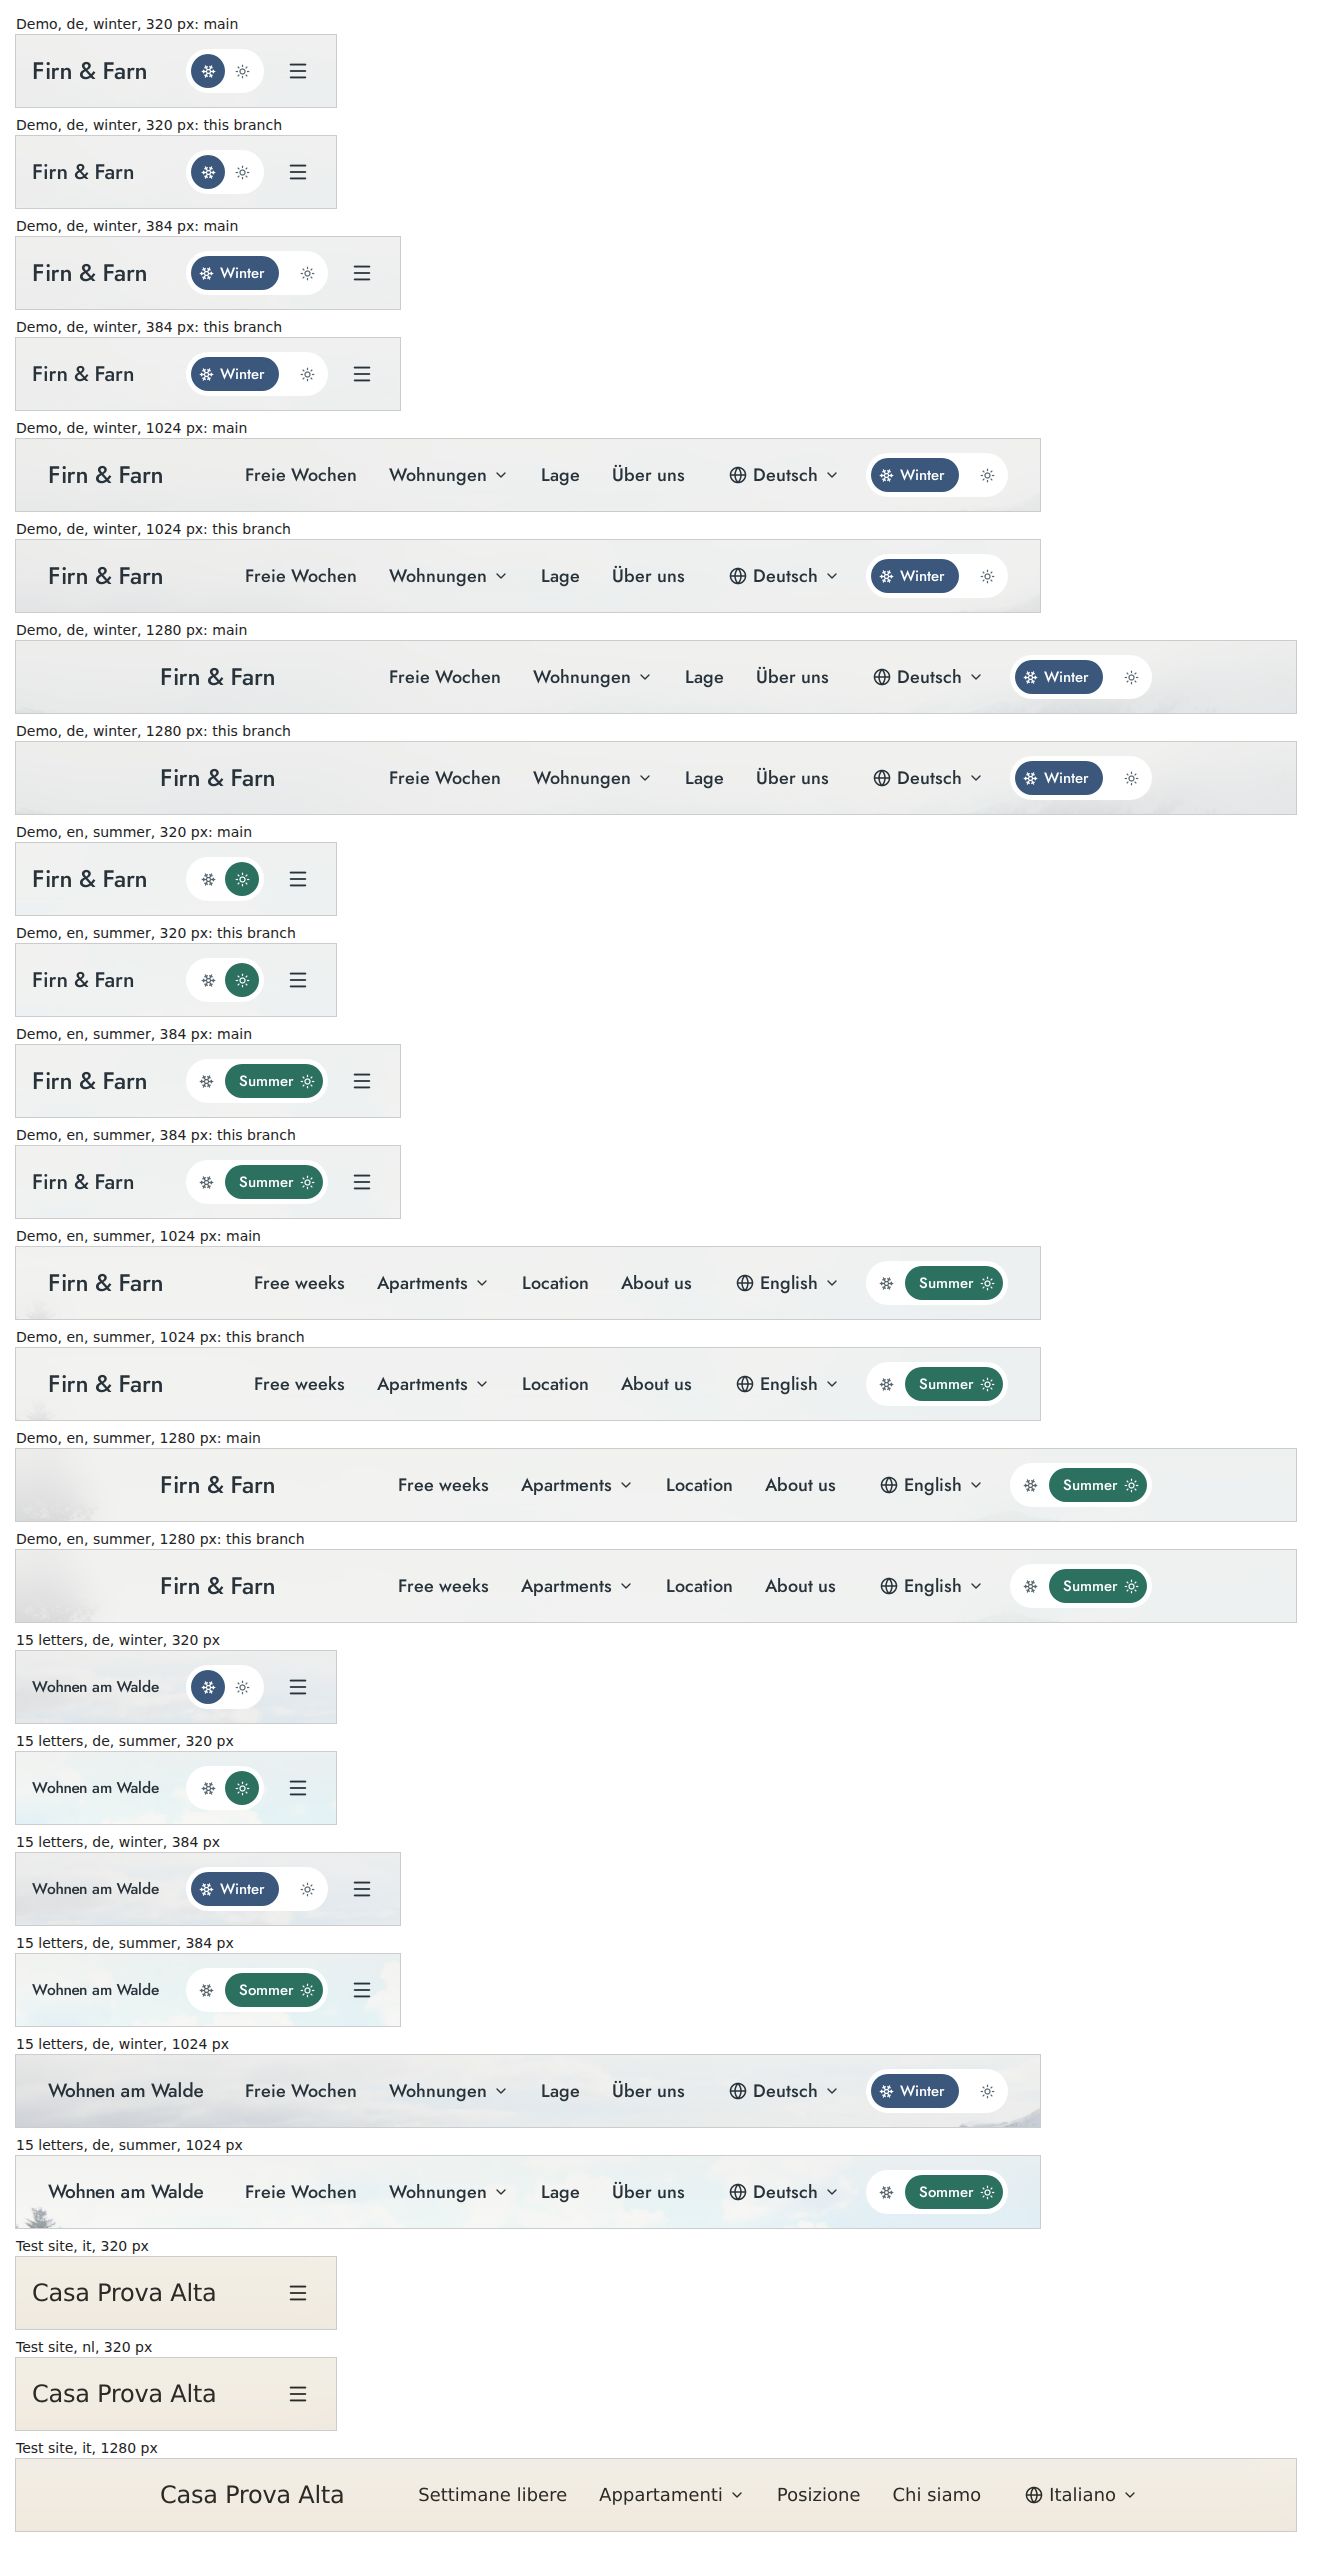 Demo, de, winter, 320 px: main
Firn & Farn
Demo, de, winter, 320 px: this branch
Firn & Farn
Demo, de, winter, 384 px: main
Firn & Farn Winter
Demo, de, winter, 384 px: this branch
Firn & Farn Winter
Demo, de, winter, 1024 px: main
Firn & Farn Freie Wochen Wohnungen Lage Über uns Deutsch Winter
Demo, de, winter, 1024 px: this branch
Firn & Farn Freie Wochen Wohnungen Lage Über uns Deutsch Winter
Demo, de, winter, 1280 px: main
Firn & Farn Freie Wochen Wohnungen Lage Über uns Deutsch Winter
Demo, de, winter, 1280 px: this branch
Firn & Farn Freie Wochen Wohnungen Lage Über uns Deutsch Winter
Demo, en, summer, 320 px: main
Firn & Farn
Demo, en, summer, 320 px: this branch
Firn & Farn
Demo, en, summer, 384 px: main
Firn & Farn Summer
Demo, en, summer, 384 px: this branch
Firn & Farn Summer
Demo, en, summer, 1024 px: main
Firn & Farn Free weeks Apartments Location About us English Summer
Demo, en, summer, 1024 px: this branch
Firn & Farn Free weeks Apartments Location About us English Summer
Demo, en, summer, 1280 px: main
Firn & Farn Free weeks Apartments Location About us English Summer
Demo, en, summer, 1280 px: this branch
Firn & Farn Free weeks Apartments Location About us English Summer
15 letters, de, winter, 320 px
Wohnen am Walde
15 letters, de, summer, 320 px
Wohnen am Walde
15 letters, de, winter, 384 px
Wohnen am Walde Winter
15 letters, de, summer, 384 px
Wohnen am Walde Sommer
15 letters, de, winter, 1024 px
Wohnen am Walde Freie Wochen Wohnungen Lage Über uns Deutsch Winter
15 letters, de, summer, 1024 px
Wohnen am Walde Freie Wochen Wohnungen Lage Über uns Deutsch Sommer
Test site, it, 320 px
Casa Prova Alta
Test site, nl, 320 px
Casa Prova Alta
Test site, it, 1280 px
Casa Prova Alta Settimane libere Appartamenti Posizione Chi siamo Italiano